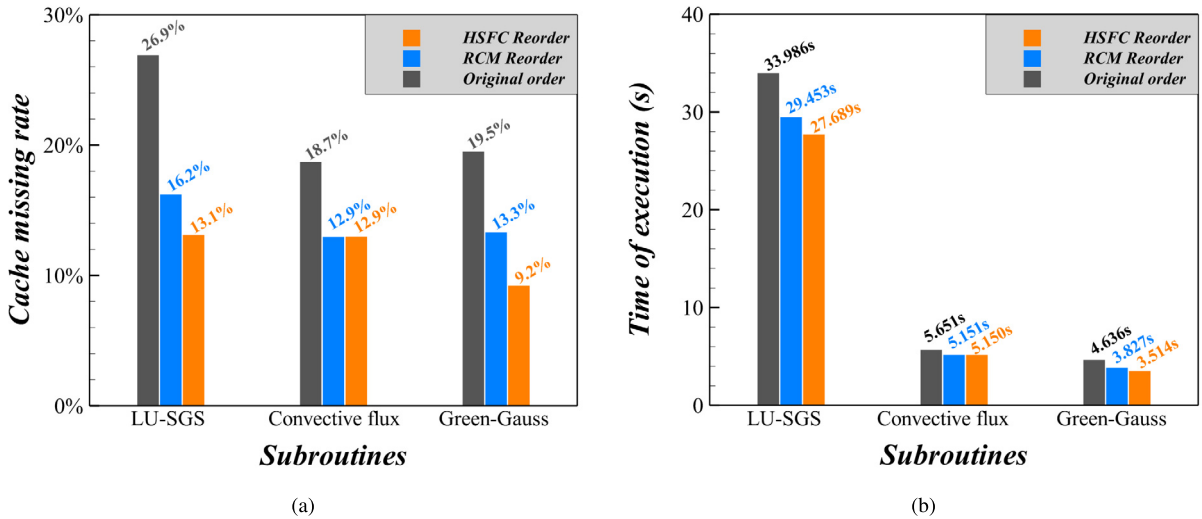 30%
20%
10%
0%
Cache missing rate
HSFC Reorder
RCM Reorder
Original order
26.9%
16.2%
13.1%
18.7%
12.9%
12.9%
19.5%
13.3%
9.2%
LU-SGS
Convective flux
Green-Gauss
Subroutines
(a)
40
30
20
10
0
Time of execution (s)
HSFC Reorder
RCM Reorder
Original order
33.986s
29.453s
27.689s
5.651s
5.151s
5.150s
4.636s
3.827s
3.514s
LU-SGS
Convective flux
Green-Gauss
Subroutines
(b)